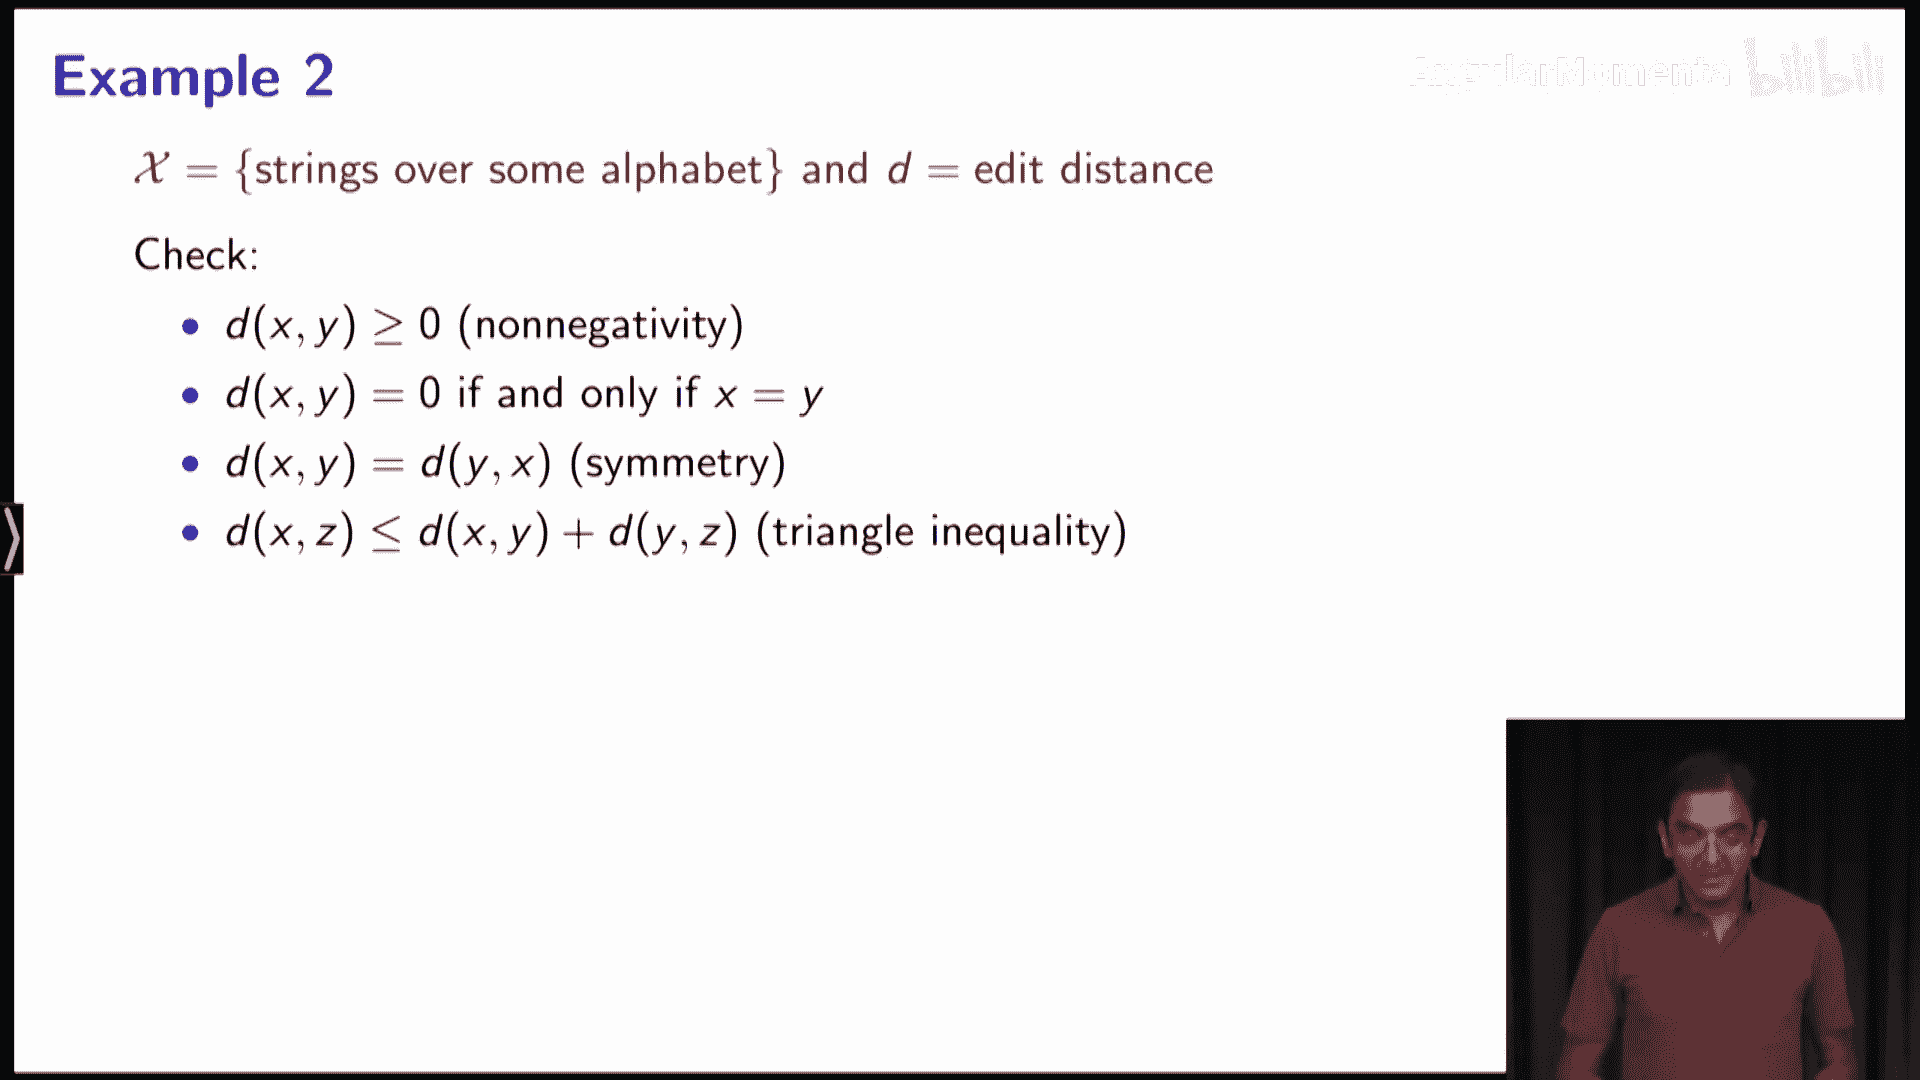 Example 2
bilibili
𝒳 = {strings over some alphabet} and d = edit distance
Check:
• d(x, y) ≥ 0 (nonnegativity)
• d(x, y) = 0 if and only if x = y
• d(x, y) = d(y, x) (symmetry)
• d(x, z) ≤ d(x, y) + d(y, z) (triangle inequality)